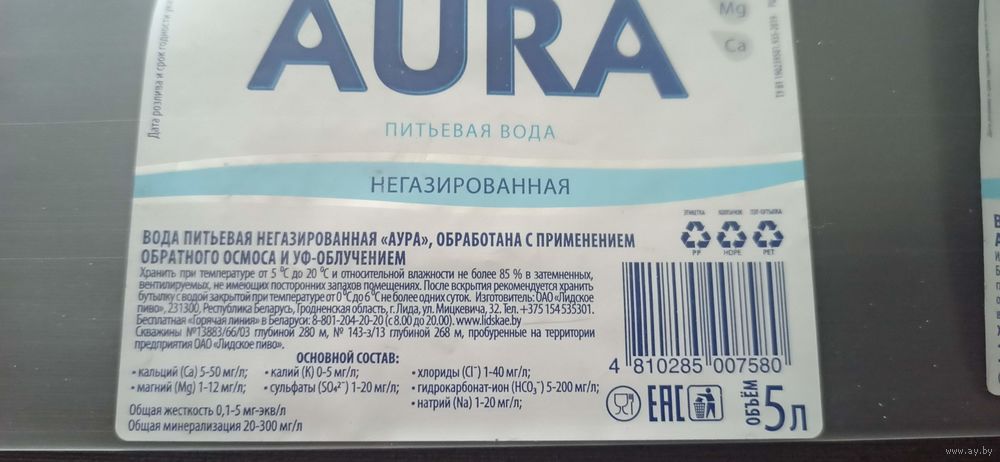 AURA
Mg
Ca
Дата розлива и срок годности
ПИТЬЕВАЯ ВОДА
НЕГАЗИРОВАННАЯ
ЭТИКЕТКА КОЛПАЧОК ПЭТ-БУТЫЛКА
PP HDPE PET
ВОДА ПИТЬЕВАЯ НЕГАЗИРОВАННАЯ «АУРА», ОБРАБОТАНА С ПРИМЕНЕНИЕМ
ОБРАТНОГО ОСМОСА И УФ-ОБЛУЧЕНИЕМ
Хранить при температуре от 5 °С до 20 °С и относительной влажности не более 85 % в затемненных,
вентилируемых, не имеющих посторонних запахов помещениях. После вскрытия рекомендуется хранить
бутылку с водой закрытой при температуре от 0 °С до 6 °С не более одних суток. Изготовитель: ОАО «Лидское
пиво», 231300, Республика Беларусь, Гродненская область, г. Лида, ул. Мицкевича, 32. Тел. +375 154 535301.
Бесплатная «Горячая линия» в Беларуси: 8-801-204-20-20 (с 8.00 до 20.00). www.lidskae.by
Скважины №13883/66/03 глубиной 280 м, № 143-э/13 глубиной 268 м, пробуренные на территории
предприятия ОАО «Лидское пиво».
ОСНОВНОЙ СОСТАВ:
• кальций (Ca) 5-50 мг/л; • калий (K) 0-5 мг/л; • хлориды (Cl⁻) 1-40 мг/л;
• магний (Mg) 1-12 мг/л; • сульфаты (SO₄²⁻) 1-20 мг/л; • гидрокарбонат-ион (HCO₃⁻) 5-200 мг/л;
• натрий (Na) 1-20 мг/л;
Общая жесткость 0,1-5 мг-экв/л
Общая минерализация 20-300 мг/л
4 810285 007580
EAC
ОБЪЁМ 5 л
www.ay.by